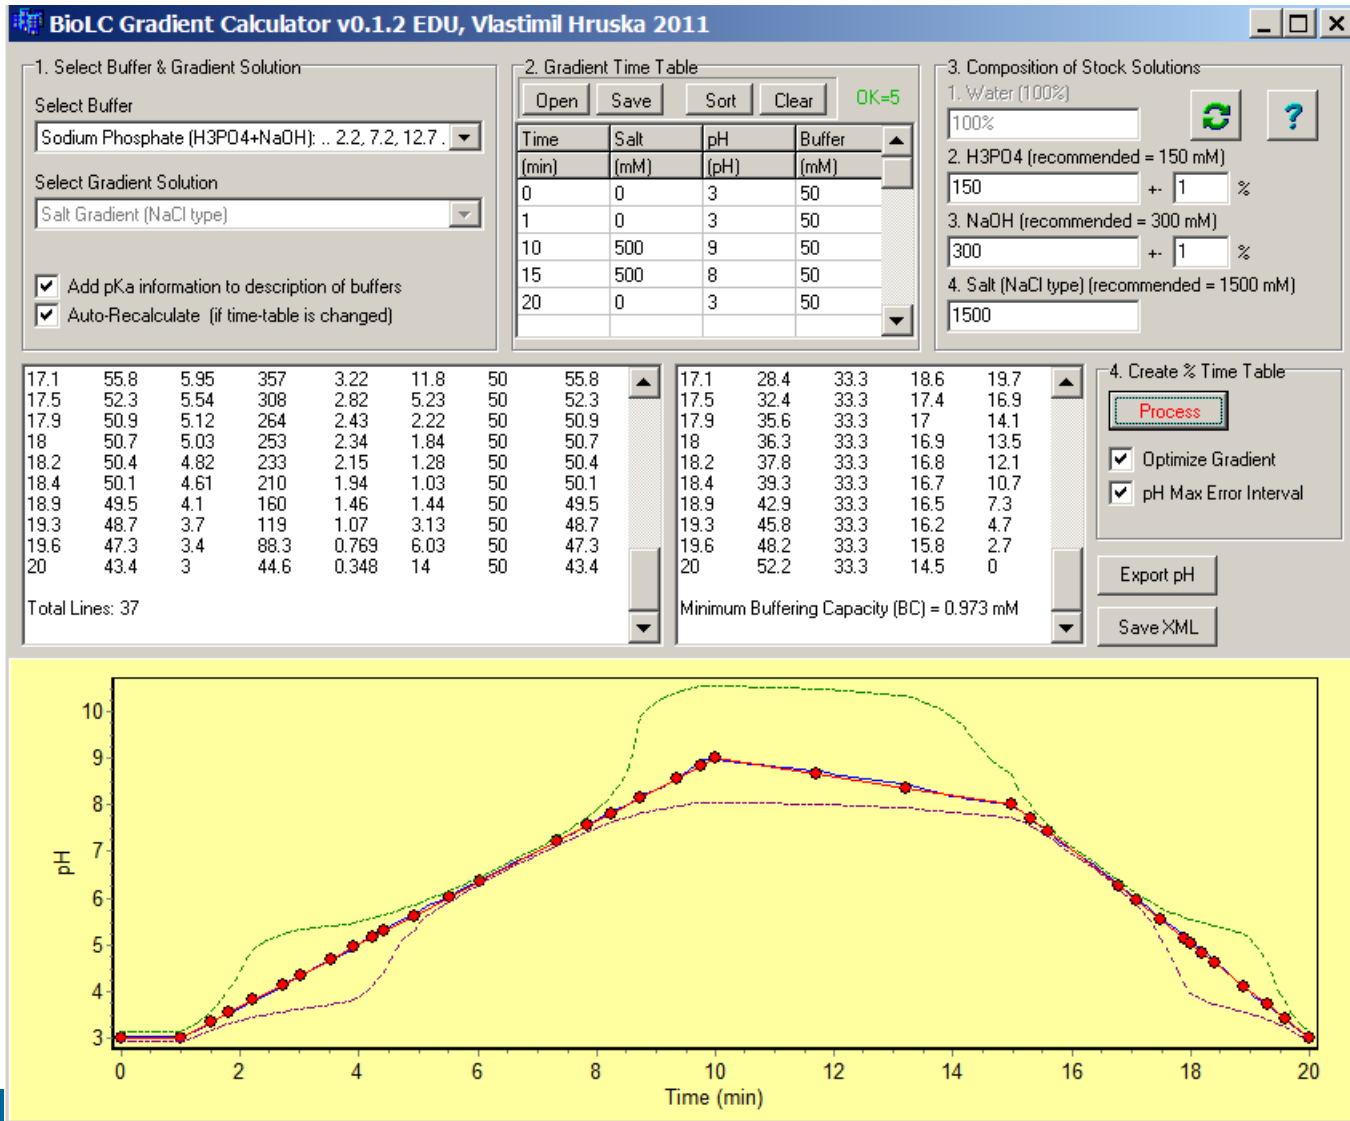 BioLC Gradient Calculator v0.1.2 EDU, Vlastimil Hruska 2011
1. Select Buffer & Gradient Solution
Select Buffer
Sodium Phosphate (H3PO4+NaOH): .. 2.2, 7.2, 12.7 .
Select Gradient Solution
Salt Gradient (NaCl type)
Add pKa information to description of buffers
Auto-Recalculate (if time-table is changed)
2. Gradient Time Table
Open Save Sort Clear OK=5
Time Salt pH Buffer
(min) (mM) (pH) (mM)
0 0 3 50
1 0 3 50
10 500 9 50
15 500 8 50
20 0 3 50
3. Composition of Stock Solutions
1. Water (100%)
100%
?
2. H3PO4 (recommended = 150 mM)
150 +- 1 %
3. NaOH (recommended = 300 mM)
300 +- 1 %
4. Salt (NaCl type) (recommended = 1500 mM)
1500
17.1 55.8 5.95 357 3.22 11.8 50 55.8
17.5 52.3 5.54 308 2.82 5.23 50 52.3
17.9 50.9 5.12 264 2.43 2.22 50 50.9
18 50.7 5.03 253 2.34 1.84 50 50.7
18.2 50.4 4.82 233 2.15 1.28 50 50.4
18.4 50.1 4.61 210 1.94 1.03 50 50.1
18.9 49.5 4.1 160 1.46 1.44 50 49.5
19.3 48.7 3.7 119 1.07 3.13 50 48.7
19.6 47.3 3.4 88.3 0.769 6.03 50 47.3
20 43.4 3 44.6 0.348 14 50 43.4
Total Lines: 37
17.1 28.4 33.3 18.6 19.7
17.5 32.4 33.3 17.4 16.9
17.9 35.6 33.3 17 14.1
18 36.3 33.3 16.9 13.5
18.2 37.8 33.3 16.8 12.1
18.4 39.3 33.3 16.7 10.7
18.9 42.9 33.3 16.5 7.3
19.3 45.8 33.3 16.2 4.7
19.6 48.2 33.3 15.8 2.7
20 52.2 33.3 14.5 0
Minimum Buffering Capacity (BC) = 0.973 mM
4. Create % Time Table
Process
Optimize Gradient
pH Max Error Interval
Export pH
Save XML
10
9
8
7
6
5
4
3
pH
0 2 4 6 8 10 12 14 16 18 20
Time (min)